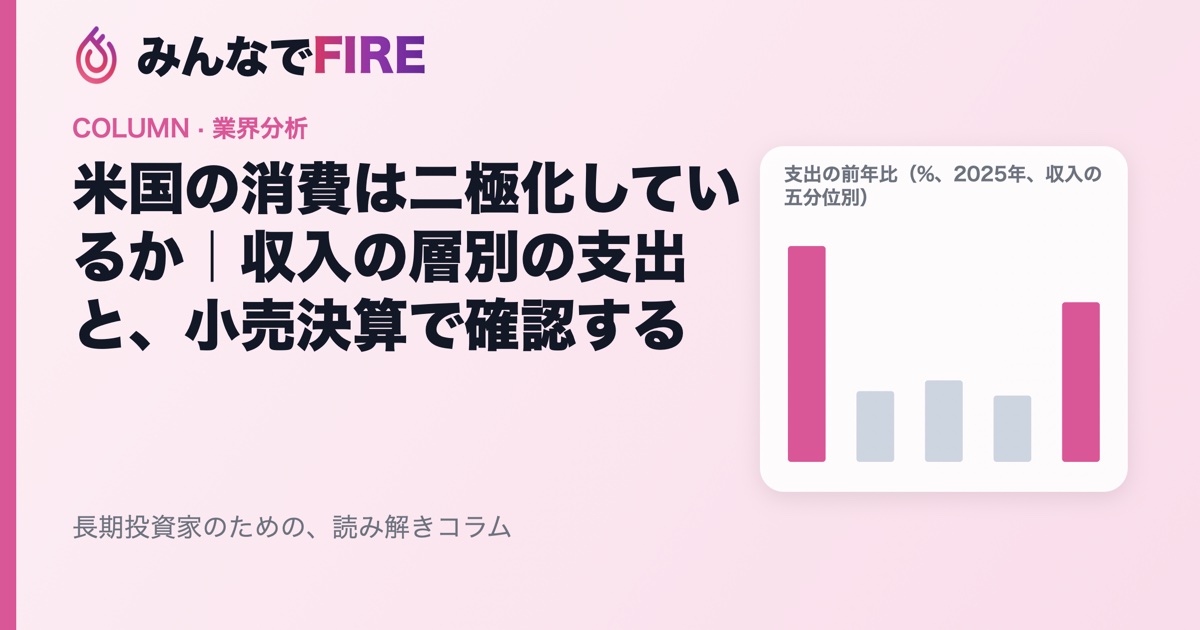 みんなでFIRE
COLUMN · 業界分析
米国の消費は二極化してい
るか｜収入の層別の支出
と、小売決算で確認する
支出の前年比（%、2025年、収入の
五分位別）
長期投資家のための、読み解きコラム